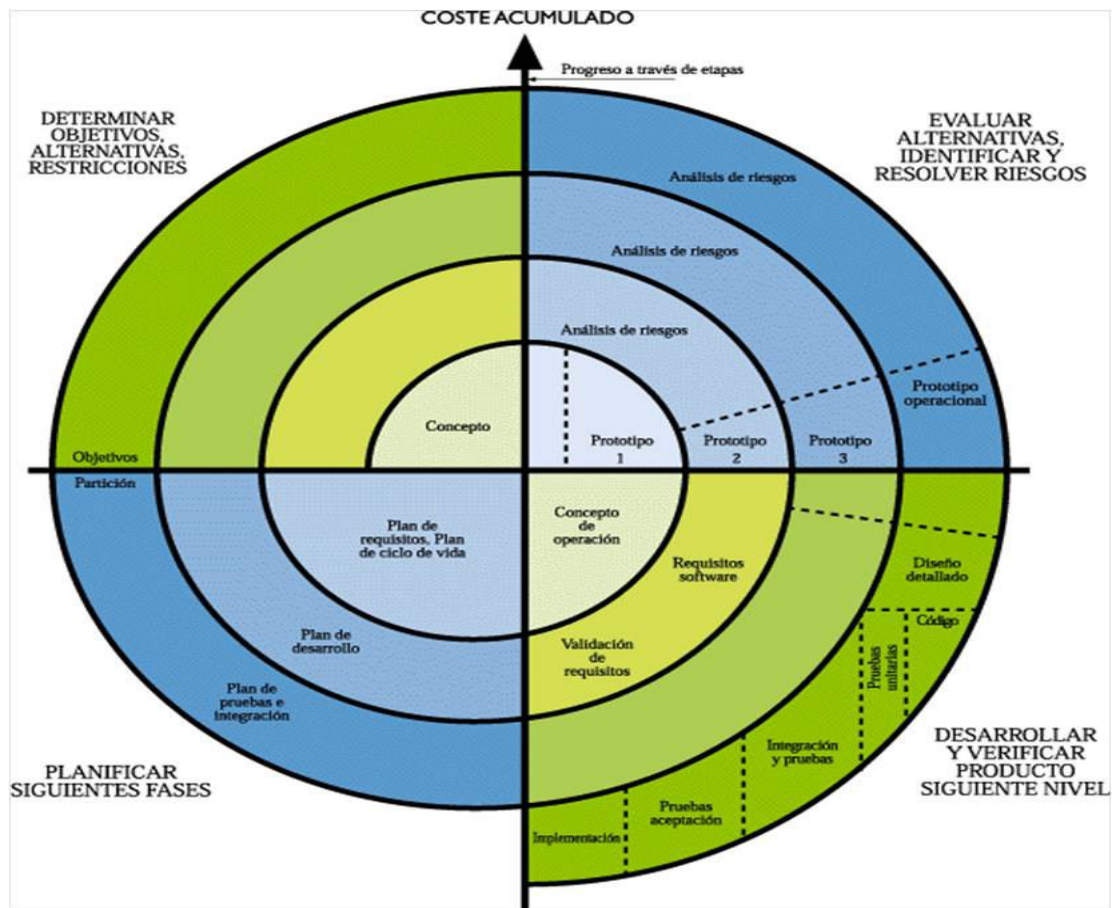 COSTE ACUMULADO
Progreso a través de etapas
DETERMINAR
OBJETIVOS,
ALTERNATIVAS,
RESTRICCIONES
EVALUAR
ALTERNATIVAS,
IDENTIFICAR Y
RESOLVER RIESGOS
Análisis de riesgos
Análisis de riesgos
Análisis de riesgos
Concepto
Prototipo
1
Prototipo
2
Prototipo
3
Prototipo
operacional
Objetivos
Partición
Plan de
requisitos, Plan
de ciclo de vida
Concepto
de
operación
Requisitos
software
Diseño
detallado
Código
Pruebas
unitarias
Plan de
desarrollo
Validación
de
requisitos
Plan de
pruebas e
integración
Integración
y pruebas
Pruebas
aceptación
Implementación
PLANIFICAR
SIGUIENTES FASES
DESARROLLAR
Y VERIFICAR
PRODUCTO
SIGUIENTE NIVEL